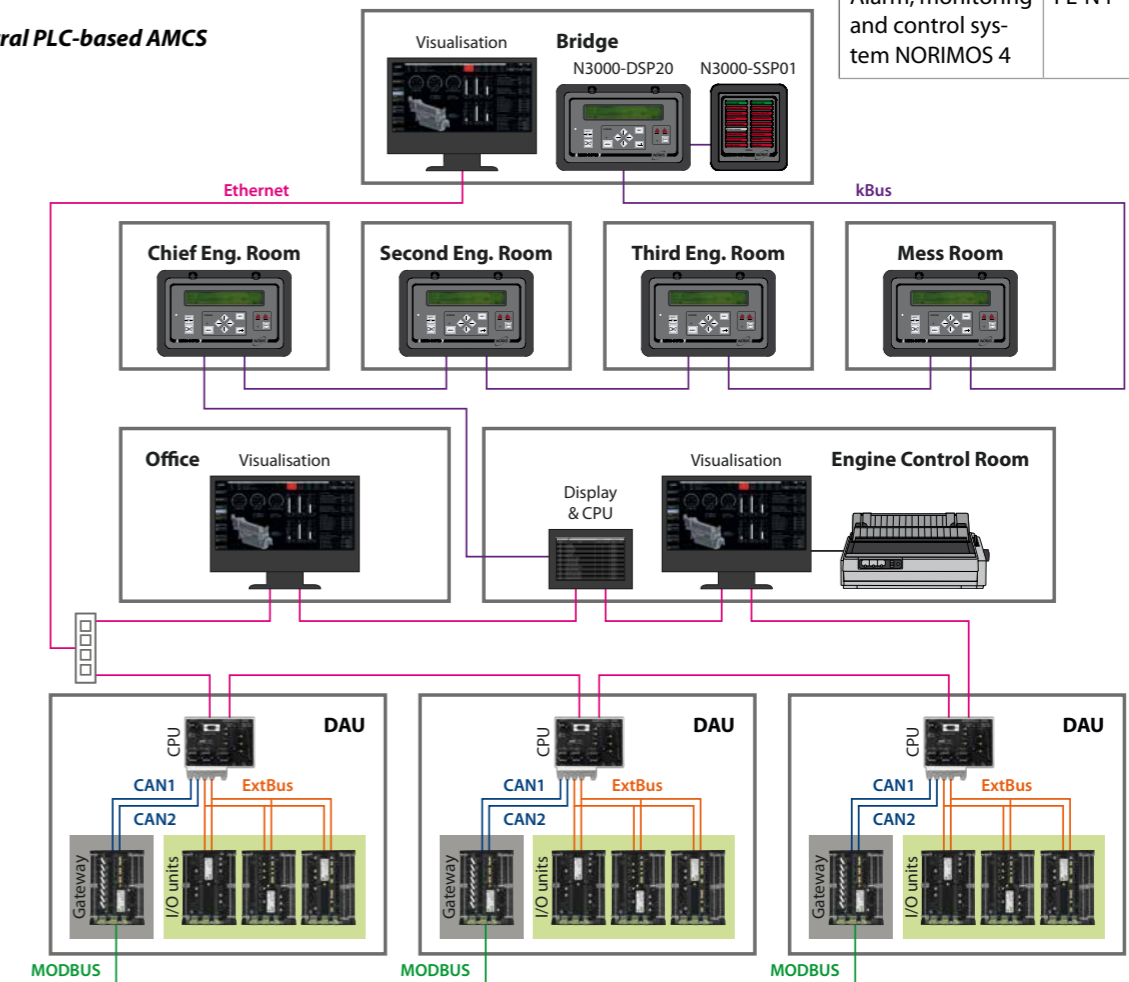 Alarm, monitoring
and control sys-
tem NORIMOS 4
PLC-based AMCS
Visualisation
Bridge
N3000-DSP20
N3000-SSP01
Ethernet
kBus
Chief Eng. Room
Second Eng. Room
Third Eng. Room
Mess Room
Office
Visualisation
Display
& CPU
Visualisation
Engine Control Room
CPU
DAU
CAN1
ExtBus
CAN2
Gateway
I/O units
MODBUS
CPU
DAU
CAN1
ExtBus
CAN2
Gateway
I/O units
MODBUS
CPU
DAU
CAN1
ExtBus
CAN2
Gateway
I/O units
MODBUS